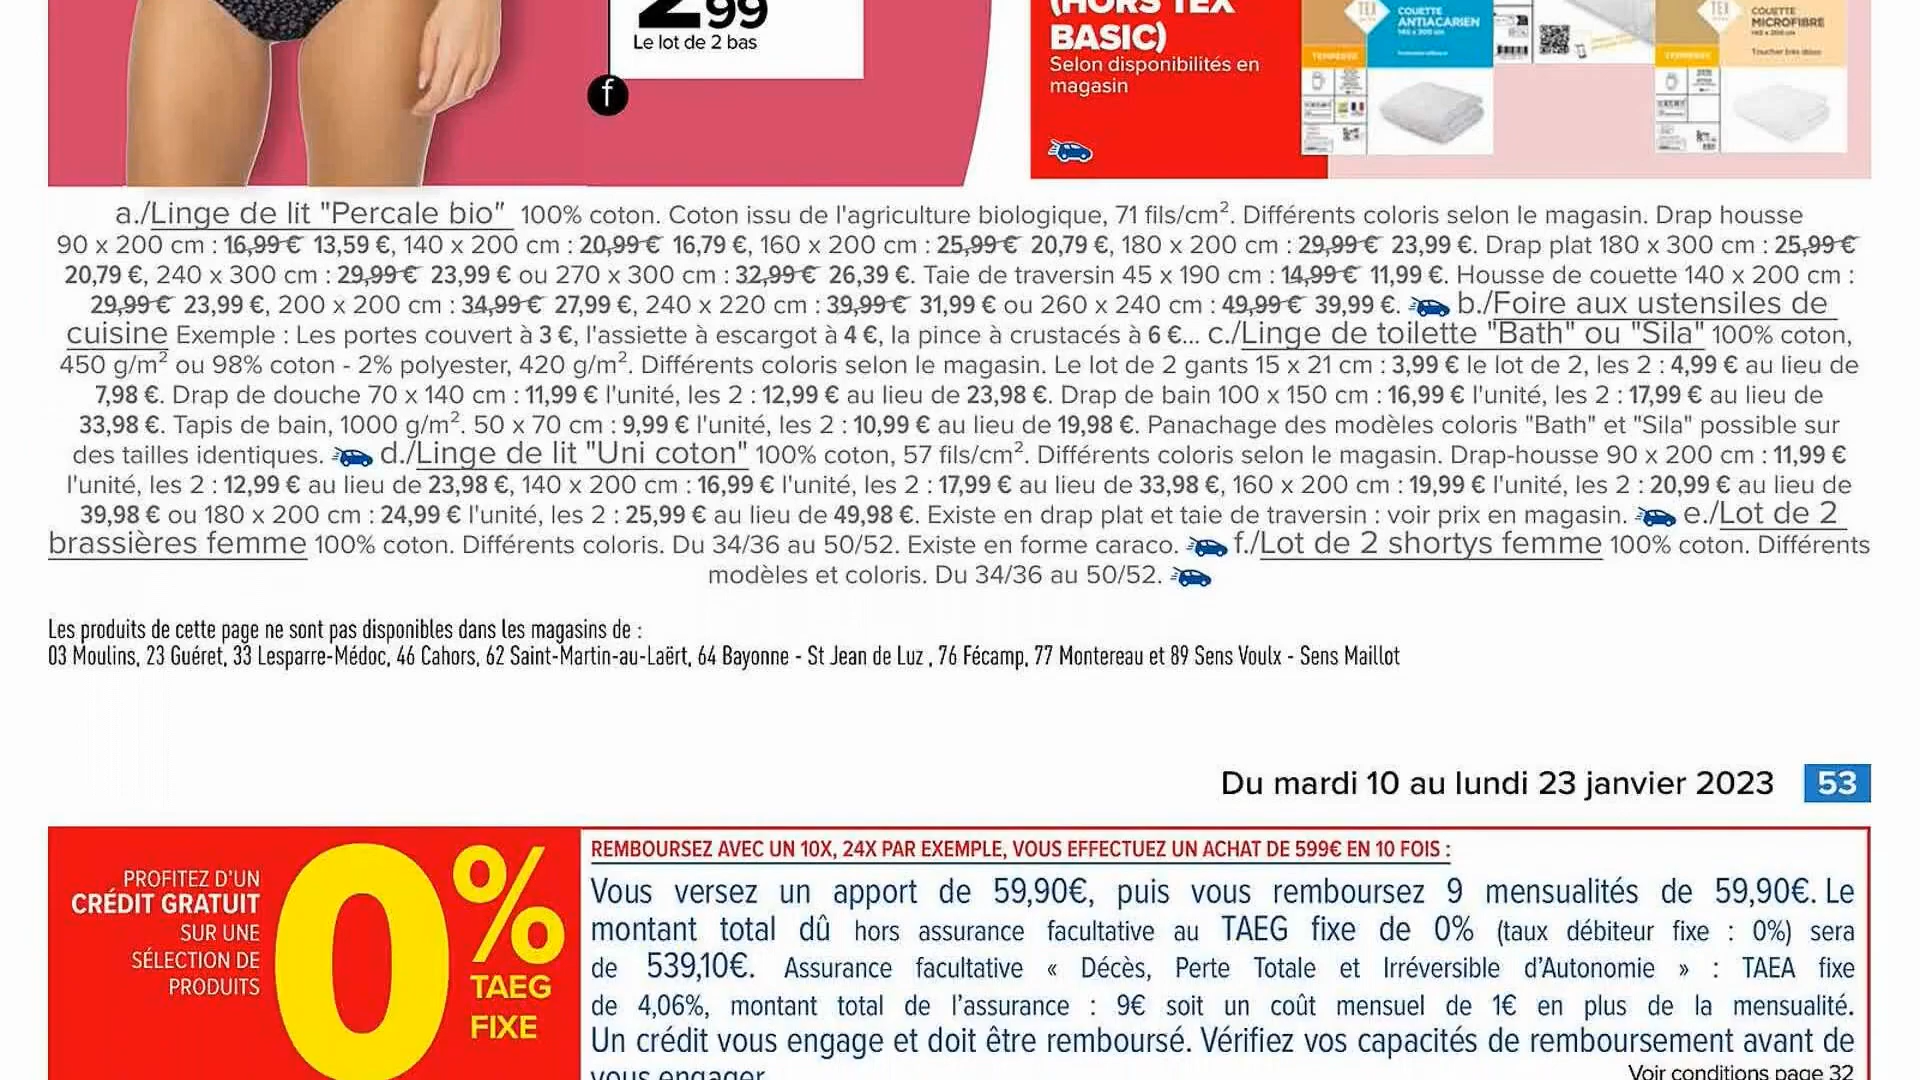 2,99
Le lot de 2 bas
f
(HORS TEX
BASIC)
Selon disponibilités en
magasin
TEX
COUETTE
ANTIACARIEN
140 x 200 cm
TEMPÉRÉE
TEX
COUETTE
MICROFIBRE
140 x 200 cm
Toucher très doux
TEMPÉRÉE
a./Linge de lit "Percale bio" 100% coton. Coton issu de l'agriculture biologique, 71 fils/cm². Différents coloris selon le magasin. Drap housse
90 x 200 cm : 16,99 € 13,59 €, 140 x 200 cm : 20,99 € 16,79 €, 160 x 200 cm : 25,99 € 20,79 €, 180 x 200 cm : 29,99 € 23,99 €. Drap plat 180 x 300 cm : 25,99 €
20,79 €, 240 x 300 cm : 29,99 € 23,99 € ou 270 x 300 cm : 32,99 € 26,39 €. Taie de traversin 45 x 190 cm : 14,99 € 11,99 €. Housse de couette 140 x 200 cm :
29,99 € 23,99 €, 200 x 200 cm : 34,99 € 27,99 €, 240 x 220 cm : 39,99 € 31,99 € ou 260 x 240 cm : 49,99 € 39,99 €. b./Foire aux ustensiles de
cuisine Exemple : Les portes couvert à 3 €, l'assiette à escargot à 4 €, la pince à crustacés à 6 €... c./Linge de toilette "Bath" ou "Sila" 100% coton,
450 g/m² ou 98% coton - 2% polyester, 420 g/m². Différents coloris selon le magasin. Le lot de 2 gants 15 x 21 cm : 3,99 € le lot de 2, les 2 : 4,99 € au lieu de
7,98 €. Drap de douche 70 x 140 cm : 11,99 € l'unité, les 2 : 12,99 € au lieu de 23,98 €. Drap de bain 100 x 150 cm : 16,99 € l'unité, les 2 : 17,99 € au lieu de
33,98 €. Tapis de bain, 1000 g/m². 50 x 70 cm : 9,99 € l'unité, les 2 : 10,99 € au lieu de 19,98 €. Panachage des modèles coloris "Bath" et "Sila" possible sur
des tailles identiques. d./Linge de lit "Uni coton" 100% coton, 57 fils/cm². Différents coloris selon le magasin. Drap-housse 90 x 200 cm : 11,99 €
l'unité, les 2 : 12,99 € au lieu de 23,98 €, 140 x 200 cm : 16,99 € l'unité, les 2 : 17,99 € au lieu de 33,98 €, 160 x 200 cm : 19,99 € l'unité, les 2 : 20,99 € au lieu de
39,98 € ou 180 x 200 cm : 24,99 € l'unité, les 2 : 25,99 € au lieu de 49,98 €. Existe en drap plat et taie de traversin : voir prix en magasin. e./Lot de 2
brassières femme 100% coton. Différents coloris. Du 34/36 au 50/52. Existe en forme caraco. f./Lot de 2 shortys femme 100% coton. Différents
modèles et coloris. Du 34/36 au 50/52.
Les produits de cette page ne sont pas disponibles dans les magasins de :
03 Moulins, 23 Guéret, 33 Lesparre-Médoc, 46 Cahors, 62 Saint-Martin-au-Laërt, 64 Bayonne - St Jean de Luz , 76 Fécamp, 77 Montereau et 89 Sens Voulx - Sens Maillot
Du mardi 10 au lundi 23 janvier 2023 53
PROFITEZ D'UN
CRÉDIT GRATUIT
SUR UNE
SÉLECTION DE
PRODUITS
0%
TAEG
FIXE
REMBOURSEZ AVEC UN 10X, 24X PAR EXEMPLE, VOUS EFFECTUEZ UN ACHAT DE 599€ EN 10 FOIS :
Vous versez un apport de 59,90€, puis vous remboursez 9 mensualités de 59,90€. Le
montant total dû hors assurance facultative au TAEG fixe de 0% (taux débiteur fixe : 0%) sera
de 539,10€. Assurance facultative « Décès, Perte Totale et Irréversible d'Autonomie » : TAEA fixe
de 4,06%, montant total de l'assurance : 9€ soit un coût mensuel de 1€ en plus de la mensualité.
Un crédit vous engage et doit être remboursé. Vérifiez vos capacités de remboursement avant de
vous engager.
Voir conditions page 32